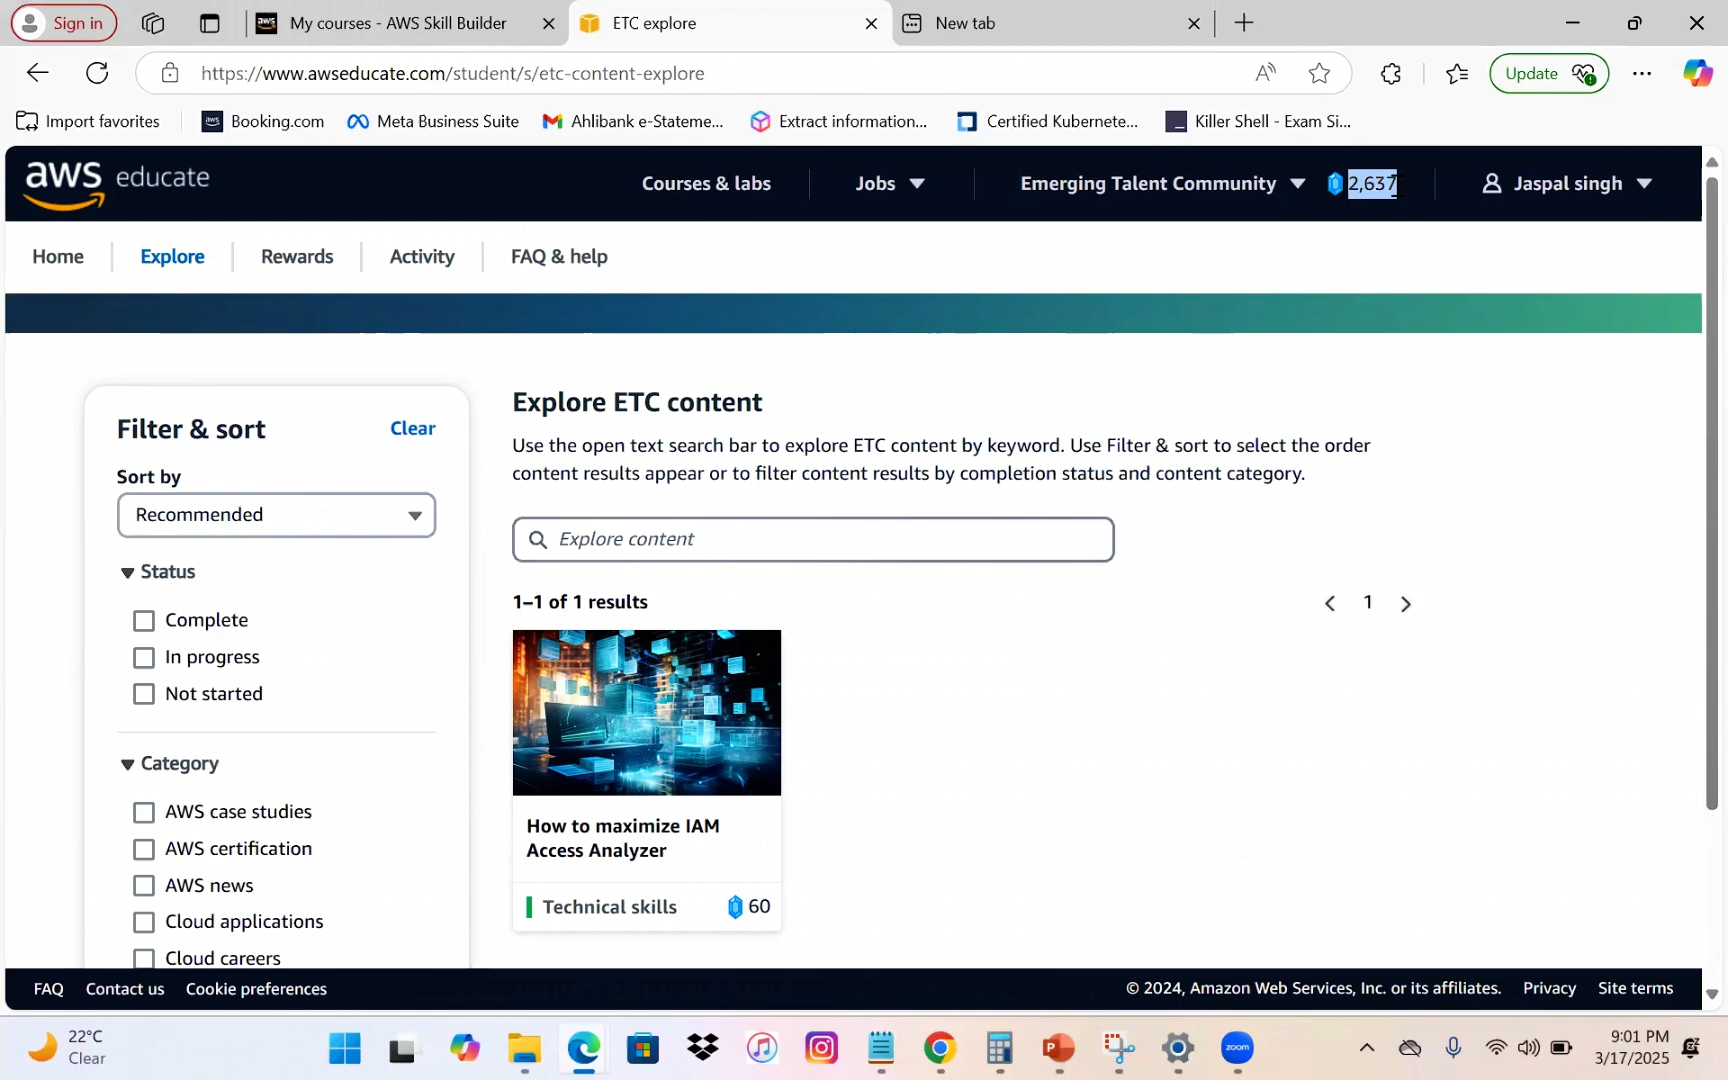 Sign in
My courses - AWS Skill Builder
ETC explore
New tab
https://www.awseducate.com/student/s/etc-content-explore
Update
Import favorites
aws
Booking.com
Meta Business Suite
Ahlibank e-Stateme...
Extract information...
Certified Kubernete...
Killer Shell - Exam Si...
aws educate
Courses & labs
Jobs
Emerging Talent Community
2,637
Jaspal singh
Home
Explore
Rewards
Activity
FAQ & help
Filter & sort
Clear
Sort by
Recommended
Status
Complete
In progress
Not started
Category
AWS case studies
AWS certification
AWS news
Cloud applications
Cloud careers
Explore ETC content
Use the open text search bar to explore ETC content by keyword. Use Filter & sort to select the order
content results appear or to filter content results by completion status and content category.
Explore content
1–1 of 1 results
1
How to maximize IAM
Access Analyzer
Technical skills
60
FAQ
Contact us
Cookie preferences
© 2024, Amazon Web Services, Inc. or its affiliates.
Privacy
Site terms
22°C
Clear
zoom
9:01 PM
3/17/2025